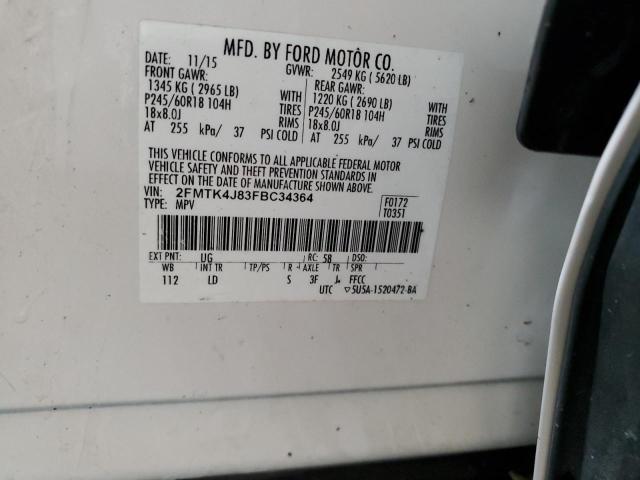 MFD. BY FORD MOTOR CO.
DATE: 11/15 GVWR: 2549 KG ( 5620 LB)
FRONT GAWR: REAR GAWR:
1345 KG ( 2965 LB) WITH 1220 KG ( 2690 LB) WITH
P245/60R18 104H TIRES P245/60R18 104H TIRES
18x8.0J RIMS 18x8.0J RIMS
AT 255 kPa/ 37 PSI COLD AT 255 kPa/ 37 PSI COLD
THIS VEHICLE CONFORMS TO ALL APPLICABLE FEDERAL MOTOR
VEHICLE SAFETY AND THEFT PREVENTION STANDARDS IN
EFFECT ON THE DATE OF MANUFACTURE SHOWN ABOVE.
VIN: 2FMTK4J83FBC34364 F0172
TYPE: MPV T0351
EXT PNT: UG RC: 58 DSO:
WB INT TR TP/PS R AXLE TR SPR
112 LD S 3F J FFCC
UTC ▽5USA-1520472-BA